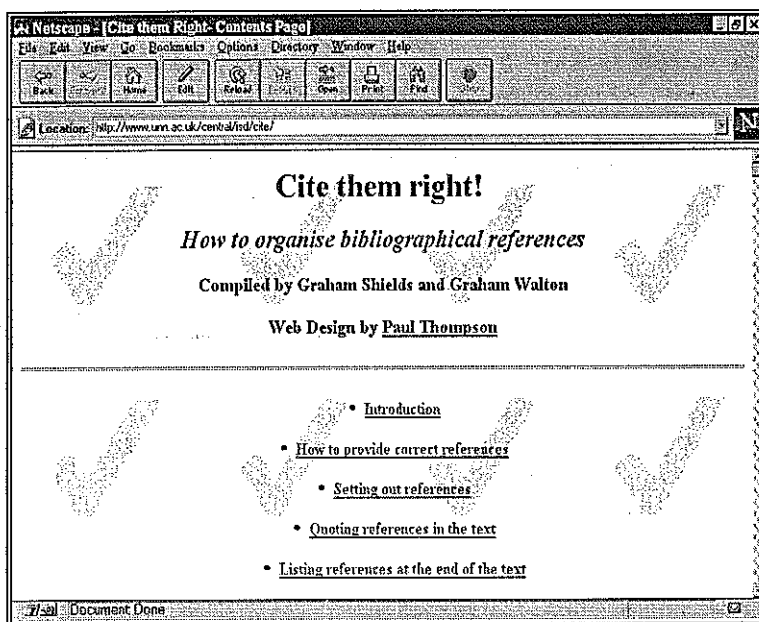 Netscape - [Cite them Right- Contents Page]
File Edit View Go Bookmarks Options Directory Window Help
Back Forward Home Edit Reload Images Open Print Find Stop
Location: http://www.unn.ac.uk/central/isd/cite/
N
Cite them right!
How to organise bibliographical references
Compiled by Graham Shields and Graham Walton
Web Design by Paul Thompson
• Introduction
• How to provide correct references
• Setting out references
• Quoting references in the text
• Listing references at the end of the text
Document Done